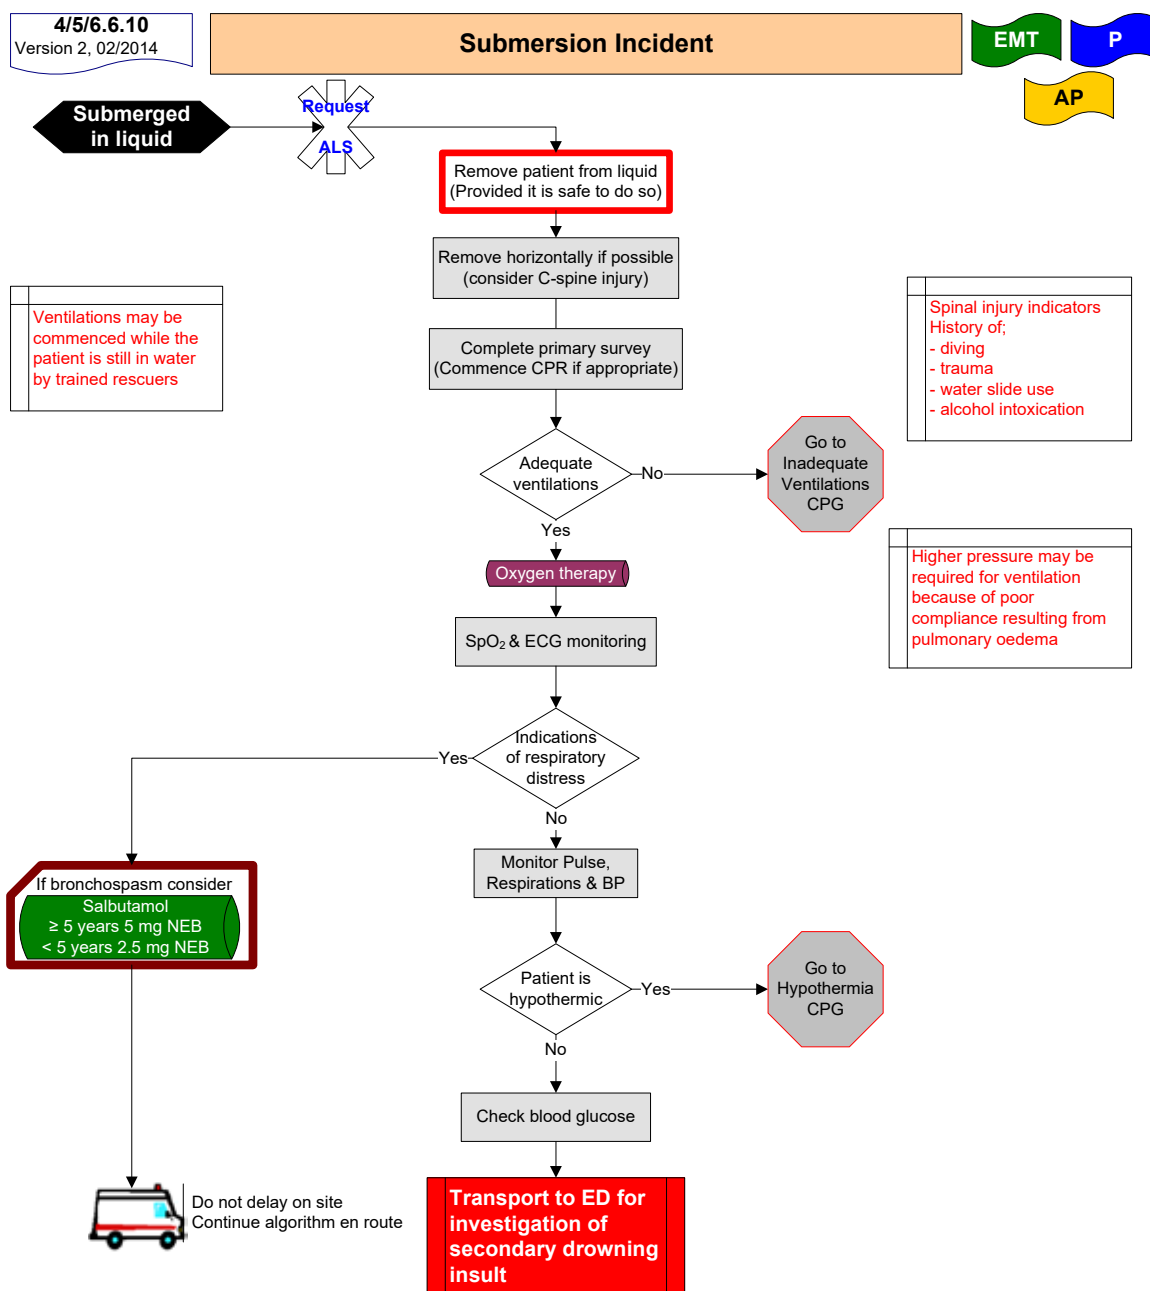 4/5/6.6.10
Version 2, 02/2014
Submersion Incident
EMT
P
AP
Submerged
in liquid
Request
ALS
Remove patient from liquid
(Provided it is safe to do so)
Remove horizontally if possible
(consider C-spine injury)
Ventilations may be
commenced while the
patient is still in water
by trained rescuers
Spinal injury indicators
History of;
- diving
- trauma
- water slide use
- alcohol intoxication
Complete primary survey
(Commence CPR if appropriate)
Adequate
ventilations
No
Go to
Inadequate
Ventilations
CPG
Yes
Oxygen therapy
Higher pressure may be
required for ventilation
because of poor
compliance resulting from
pulmonary oedema
SpO₂ & ECG monitoring
Indications
of respiratory
distress
Yes
No
Monitor Pulse,
Respirations & BP
If bronchospasm consider
Salbutamol
≥ 5 years 5 mg NEB
< 5 years 2.5 mg NEB
Patient is
hypothermic
Yes
Go to
Hypothermia
CPG
No
Check blood glucose
Do not delay on site
Continue algorithm en route
Transport to ED for
investigation of
secondary drowning
insult